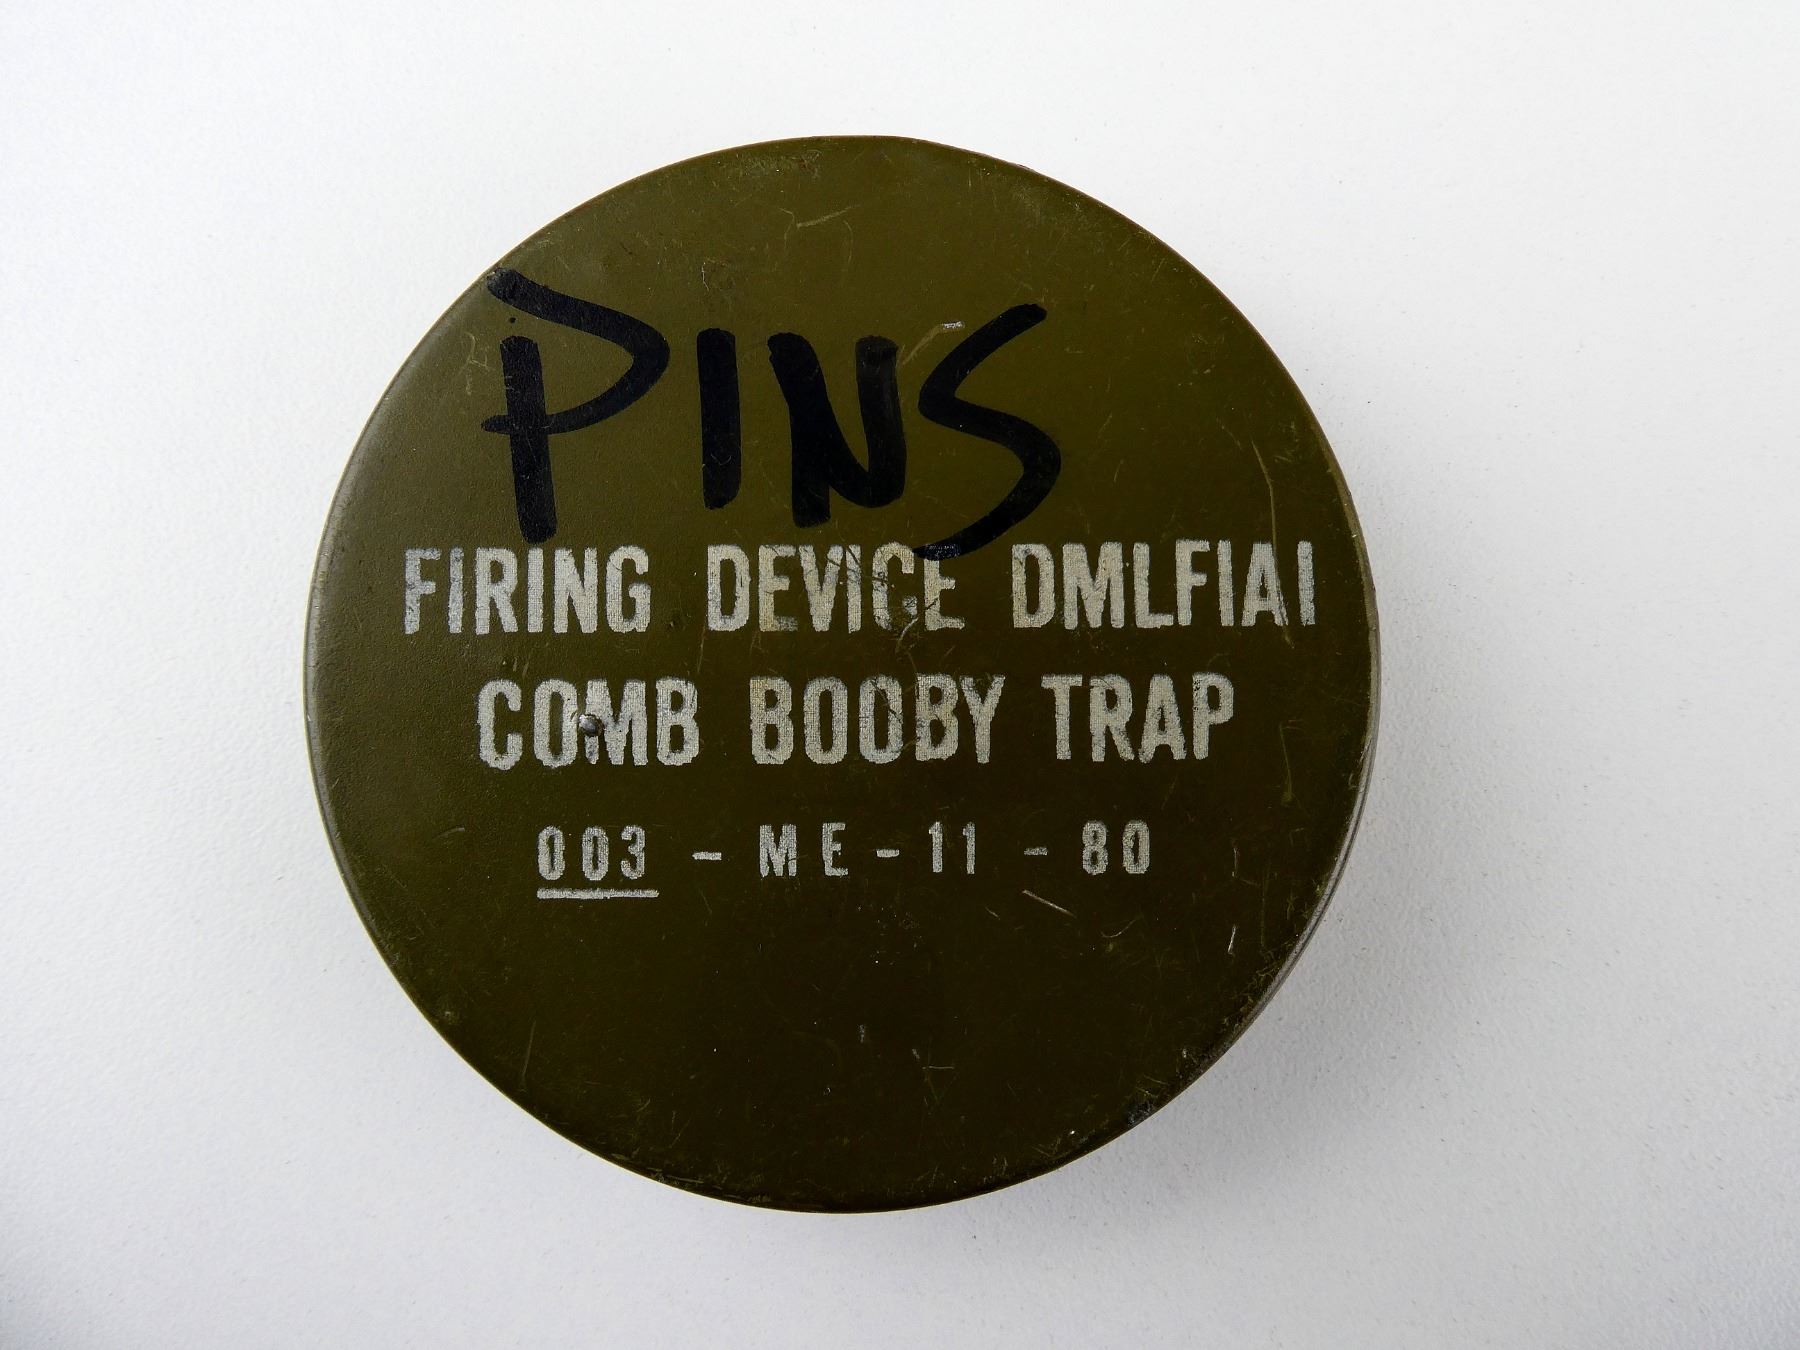 PINS
FIRING DEVICE DMLFIAI
COMB BOOBY TRAP
003 - ME - 11 - 80